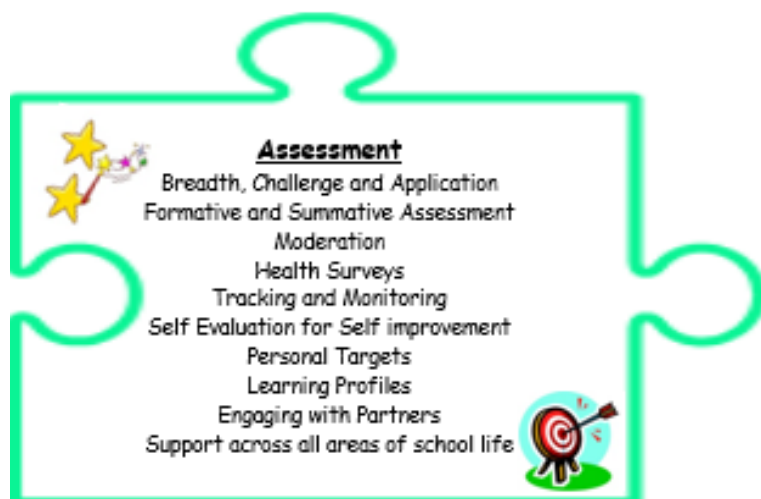 Assessment
Breadth, Challenge and Application
Formative and Summative Assessment
Moderation
Health Surveys
Tracking and Monitoring
Self Evaluation for Self improvement
Personal Targets
Learning Profiles
Engaging with Partners
Support across all areas of school life